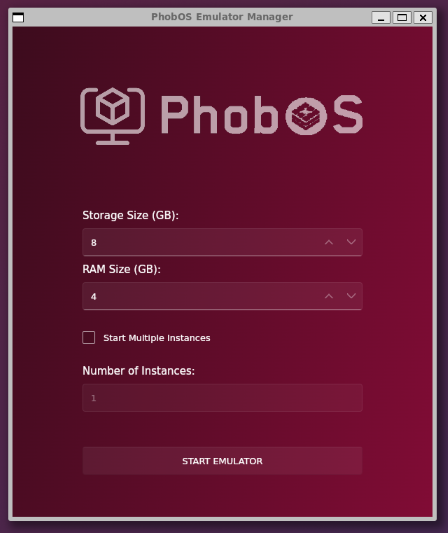 PhobOS Emulator Manager
PhobOS
Storage Size (GB):
8
RAM Size (GB):
4
Start Multiple Instances
Number of Instances:
1
START EMULATOR